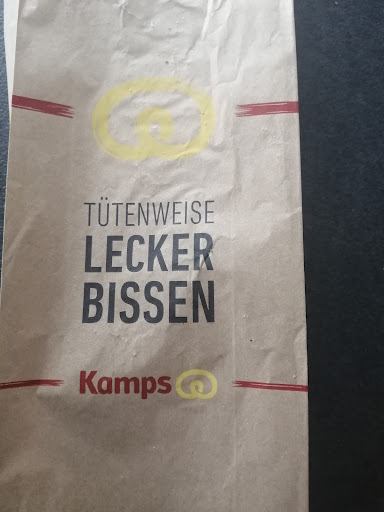 TÜTENWEISE
LECKER
BISSEN
Kamps